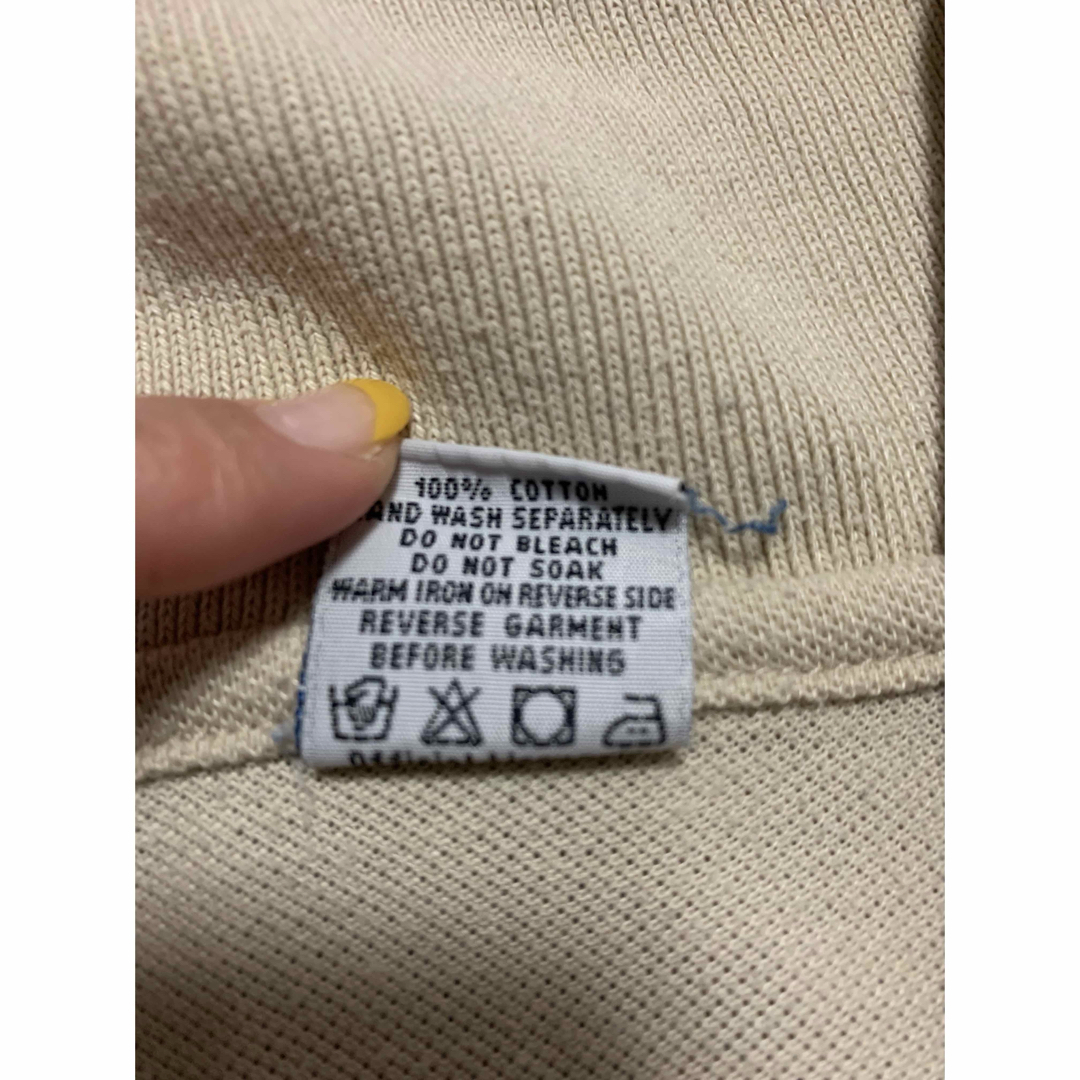 100% COTTON
HAND WASH SEPARATELY
DO NOT BLEACH
DO NOT SOAK
WARM IRON ON REVERSE SIDE
REVERSE GARMENT
BEFORE WASHING
Official